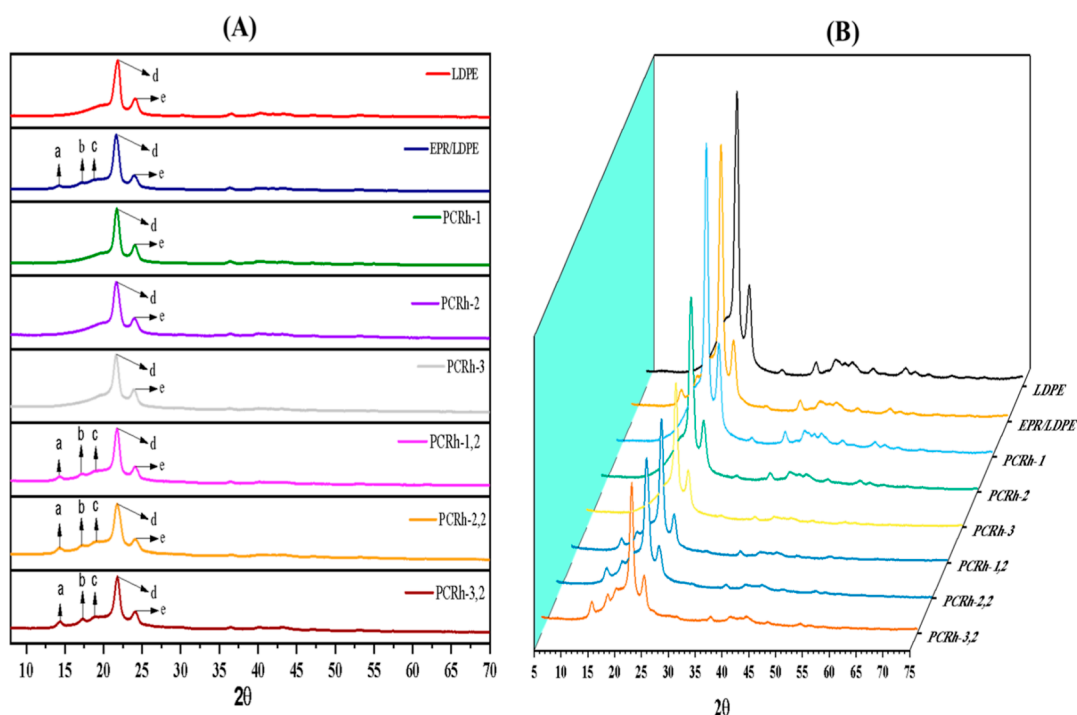 (A)
LDPE
d
e
EPR/LDPE
a
b
c
d
e
PCRh-1
d
e
PCRh-2
d
e
PCRh-3
d
e
PCRh-1,2
a
b
c
d
e
PCRh-2,2
a
b
c
d
e
PCRh-3,2
a
b
c
d
e
10 15 20 25 30 35 40 45 50 55 60 65 70
2θ
(B)
LDPE
EPR/LDPE
PCRh-1
PCRh-2
PCRh-3
PCRh-1,2
PCRh-2,2
PCRh-3,2
5 10 15 20 25 30 35 40 45 50 55 60 65 70 75
2θ